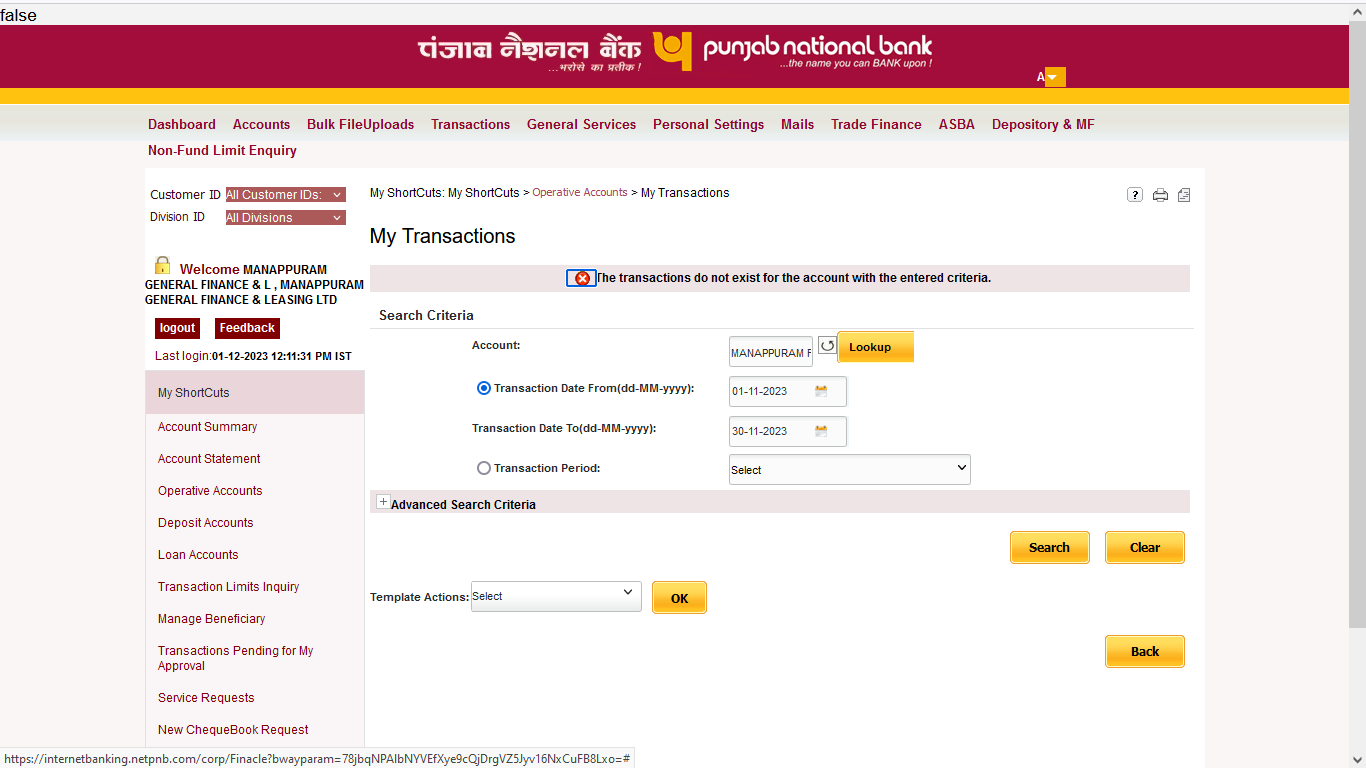 false
पंजाब नैशनल बैंक punjab national bank
...भरोसे का प्रतीक ! ...the name you can BANK upon !
A
Dashboard Accounts Bulk FileUploads Transactions General Services Personal Settings Mails Trade Finance ASBA Depository & MF
Non-Fund Limit Enquiry
Customer ID All Customer IDs:
Division ID All Divisions
Welcome MANAPPURAM
GENERAL FINANCE & L , MANAPPURAM
GENERAL FINANCE & LEASING LTD
logout Feedback
Last login:01-12-2023 12:11:31 PM IST
My ShortCuts
Account Summary
Account Statement
Operative Accounts
Deposit Accounts
Loan Accounts
Transaction Limits Inquiry
Manage Beneficiary
Transactions Pending for My
Approval
Service Requests
New ChequeBook Request
My ShortCuts: My ShortCuts > Operative Accounts > My Transactions
?
My Transactions
The transactions do not exist for the account with the entered criteria.
Search Criteria
Account: MANAPPURAM F Lookup
Transaction Date From(dd-MM-yyyy): 01-11-2023
Transaction Date To(dd-MM-yyyy): 30-11-2023
Transaction Period: Select
+ Advanced Search Criteria
Search Clear
Template Actions: Select OK
Back
https://internetbanking.netpnb.com/corp/Finacle?bwayparam=78jbqNPAIbNYVEfXye9cQjDrgVZ5Jyv16NxCuFB8Lxo=#